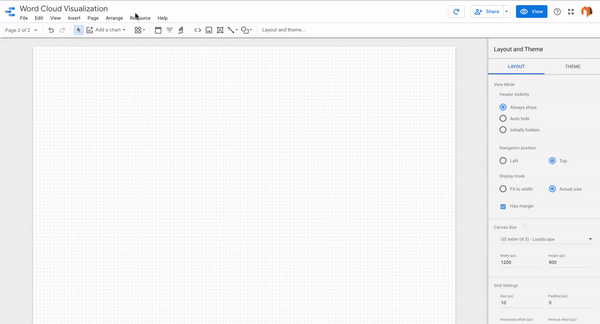 Word Cloud Visualization
File Edit View Insert Page Arrange Resource Help
Share
View
Page 2 of 2
Add a chart
Layout and theme...
Layout and Theme
LAYOUT THEME
View Mode
Header visibility
Always show
Auto hide
Initially hidden
Navigation position
Left Top
Display mode
Fit to width Actual size
Has margin
Canvas Size
US letter (4:3) - Landscape
Width (px) Height (px)
1200 900
Grid Settings
Size (px) Padding (px)
10 0
Horizontal offset (px) Vertical offset (px)